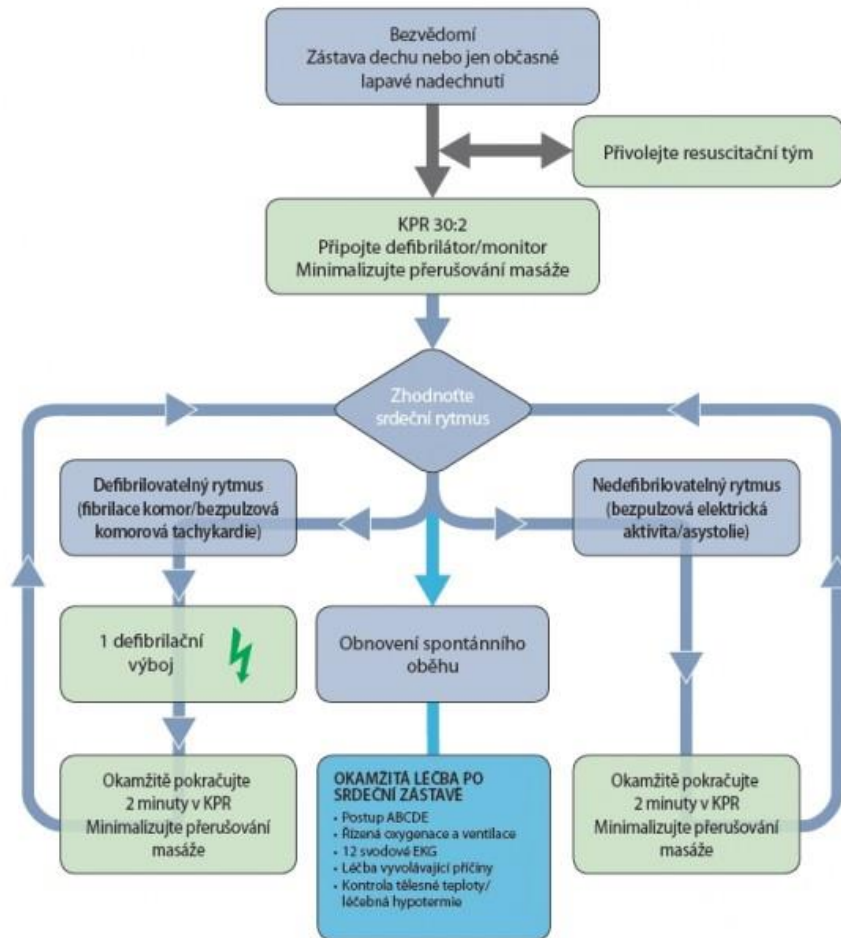 Bezvědomí
Zástava dechu nebo jen občasné
lapavé nadechnutí
Přivolejte resuscitační tým
KPR 30:2
Připojte defibrilátor/monitor
Minimalizujte přerušování masáže
Zhodnoťte
srdeční rytmus
Defibrilovatelný rytmus
(fibrilace komor/bezpulzová
komorová tachykardie)
Nedefibrilovatelný rytmus
(bezpulzová elektrická
aktivita/asystolie)
1 defibrilační
výboj
Obnovení spontánního
oběhu
Okamžitě pokračujte
2 minuty v KPR
Minimalizujte přerušování
masáže
OKAMŽITÁ LÉČBA PO
SRDEČNÍ ZÁSTAVĚ
• Postup ABCDE
• Řízená oxygenace a ventilace
• 12 svodové EKG
• Léčba vyvolávající příčiny
• Kontrola tělesné teploty/
léčebná hypotermie
Okamžitě pokračujte
2 minuty v KPR
Minimalizujte přerušování
masáže